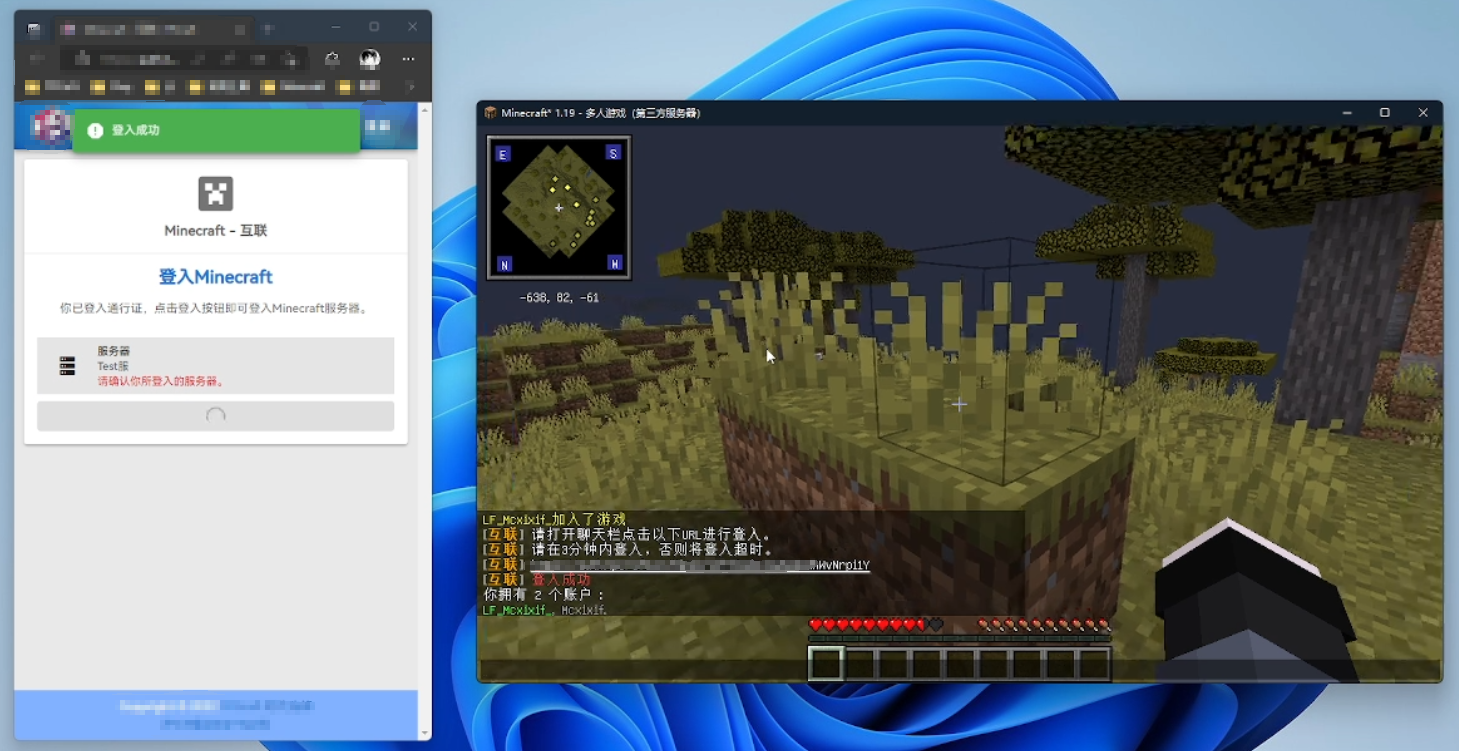 登入成功
Minecraft - 互联
登入Minecraft
你已登入通行证，点击登入按钮即可登入Minecraft服务器。
服务器
Test服
请确认你所登入的服务器。
Minecraft* 1.19 - 多人游戏（第三方服务器）
E
S
N
W
-638, 82, -61
LF_Mcxixif_加入了游戏
[互联] 请打开聊天栏点击以下URL进行登入。
[互联] 请在3分钟内登入，否则将登入超时。
[互联] WvNrpl1Y
[互联] 登入成功
你拥有 2 个账户：
LF_Mcxixif_, Mcxixif.